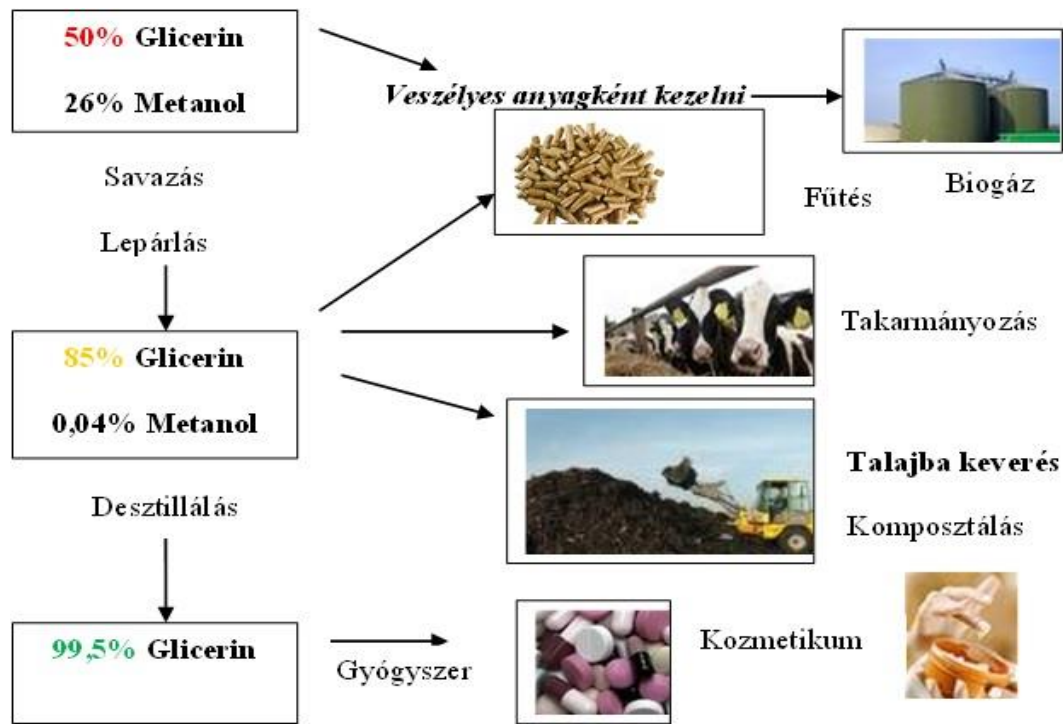 50% Glicerin
26% Metanol
Veszélyes anyagként kezelni
Biogáz
Savazás
Lepárlás
Fűtés
85% Glicerin
0,04% Metanol
Takarmányozás
Talajba keverés
Komposztálás
Desztillálás
99,5% Glicerin
Gyógyszer
Kozmetikum